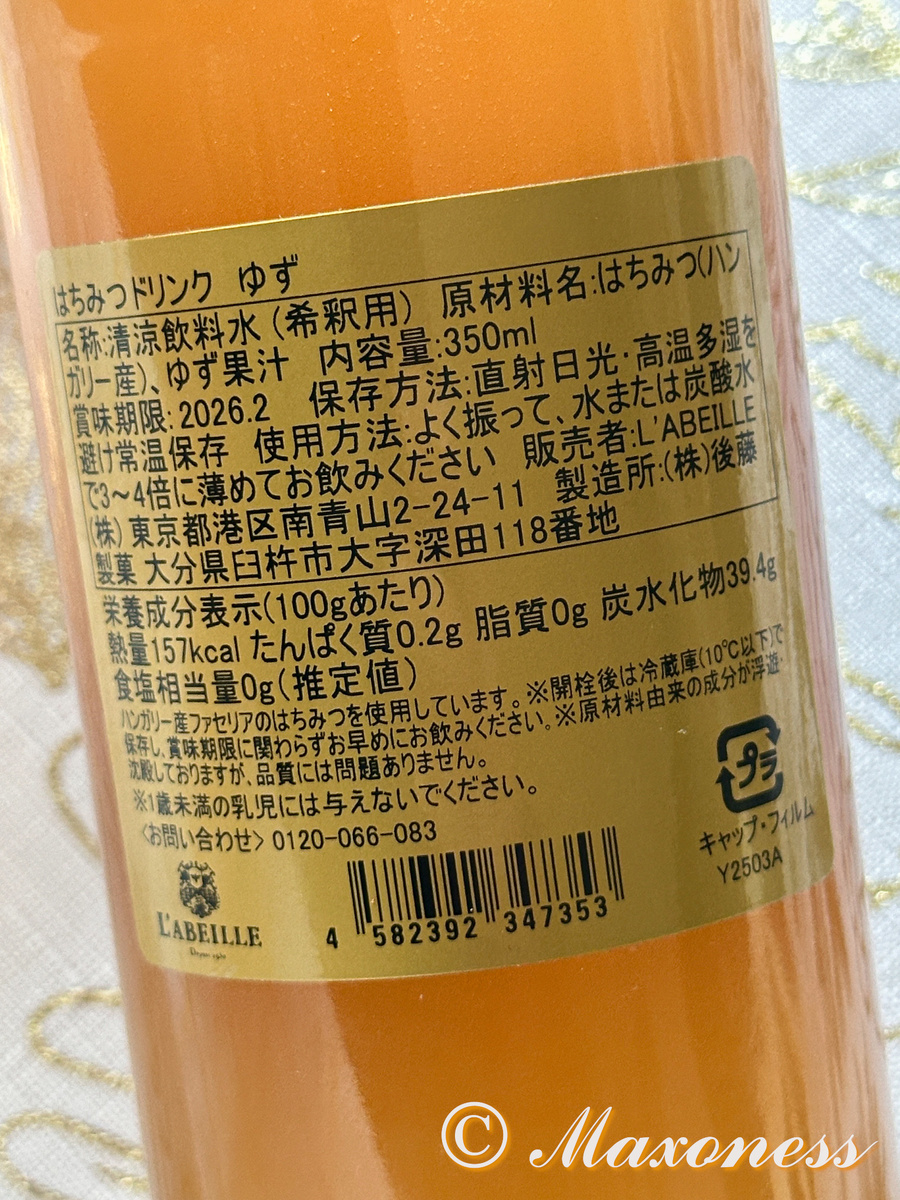 はちみつドリンク ゆず
名称:清涼飲料水(希釈用) 原材料名:はちみつ(ハン
ガリー産)、ゆず果汁 内容量:350ml
賞味期限:2026.2 保存方法:直射日光・高温多湿を
避け常温保存 使用方法:よく振って、水または炭酸水
で3〜4倍に薄めてお飲みください 販売者:L'ABEILLE
(株)東京都港区南青山2-24-11 製造所:(株)後藤
製菓 大分県臼杵市大字深田118番地
栄養成分表示(100gあたり)
熱量157kcal たんぱく質0.2g 脂質0g 炭水化物39.4g
食塩相当量0g(推定値)
ハンガリー産ファセリアのはちみつを使用しています。※開栓後は冷蔵庫(10℃以下)で
保存し、賞味期限に関わらずお早めにお飲みください。※原材料由来の成分が浮遊・
沈殿しておりますが、品質には問題ありません。
※1歳未満の乳児には与えないでください。
〈お問い合わせ〉0120-066-083
プラ
キャップ・フィルム
Y2503A
L'ABEILLE
Depuis 1980
4 582392 347353
© Maxoness